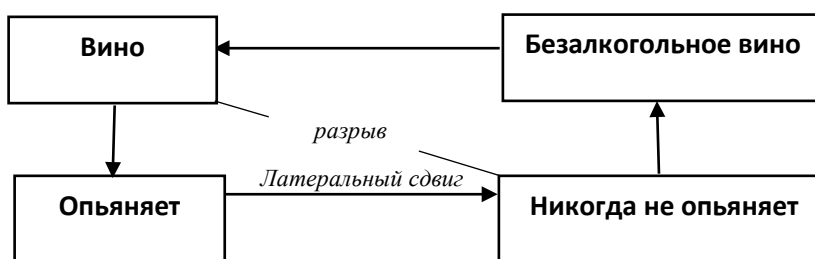 Вино
Безалкогольное вино
разрыв
Латеральный сдвиг
Опьяняет
Никогда не опьяняет